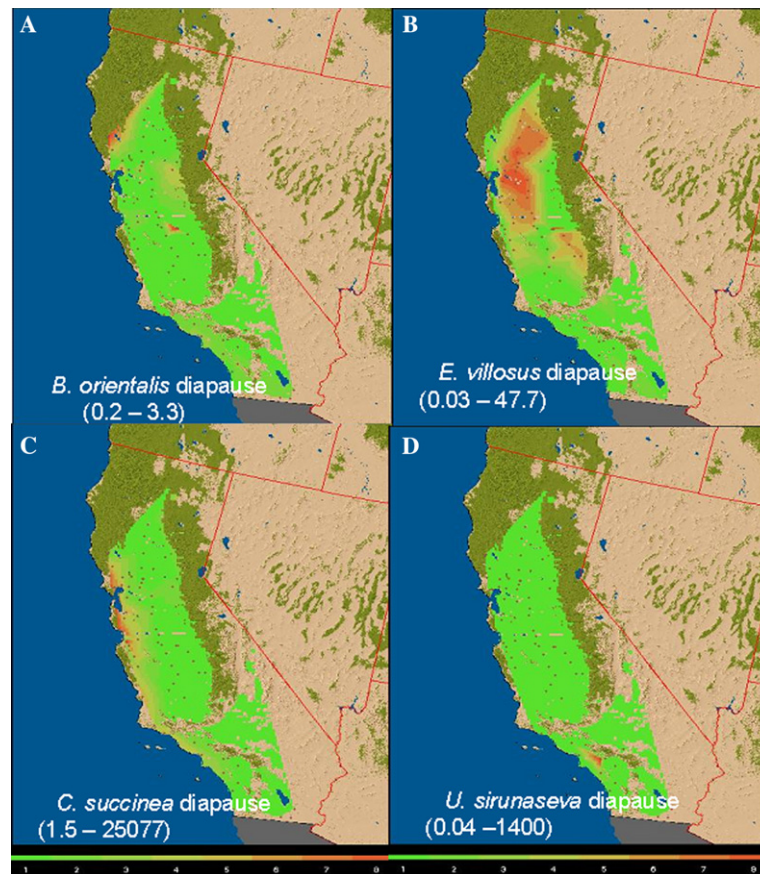 A
B
B. orientalis diapause
(0.2 – 3.3)
E. villosus diapause
(0.03 – 47.7)
C
D
C. succinea diapause
(1.5 – 25077)
U. sirunaseva diapause
(0.04 –1400)
1 2 3 4 5 6 7 8
1 2 3 4 5 6 7 8